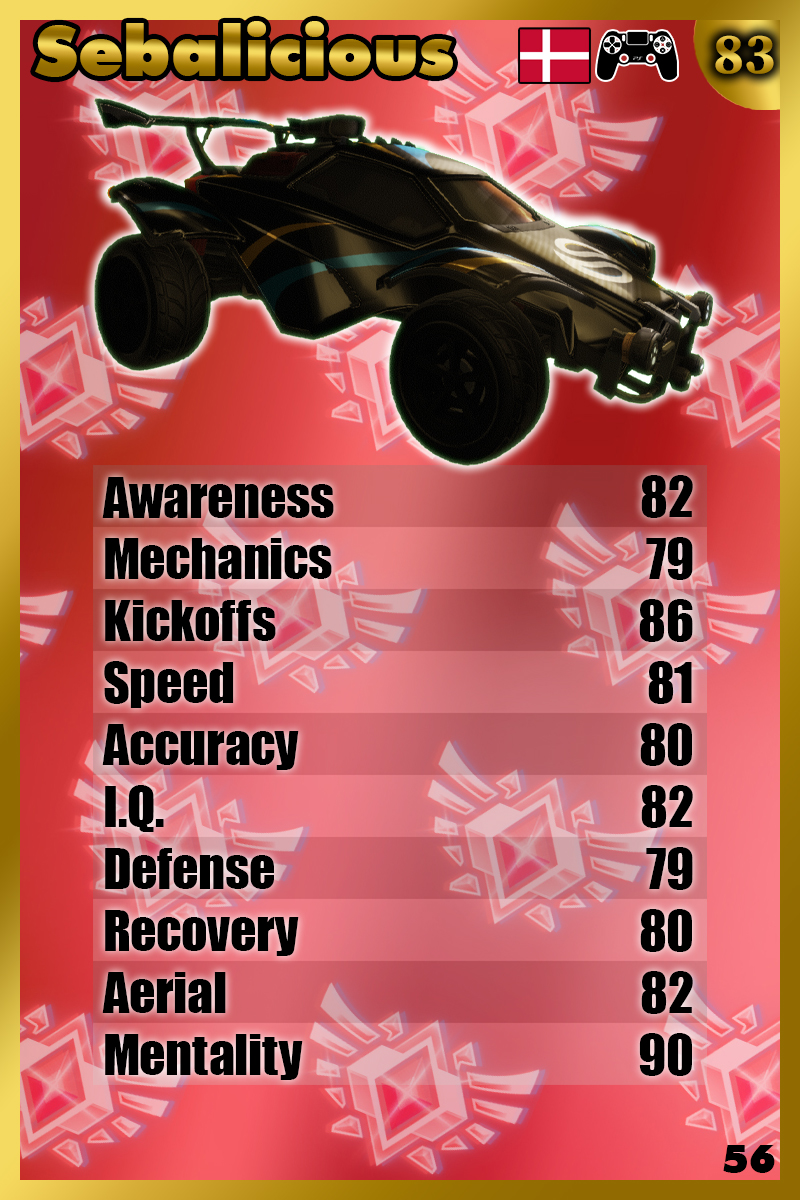 Sebalicious 83
Awareness 82
Mechanics 79
Kickoffs 86
Speed 81
Accuracy 80
I.Q. 82
Defense 79
Recovery 80
Aerial 82
Mentality 90
56